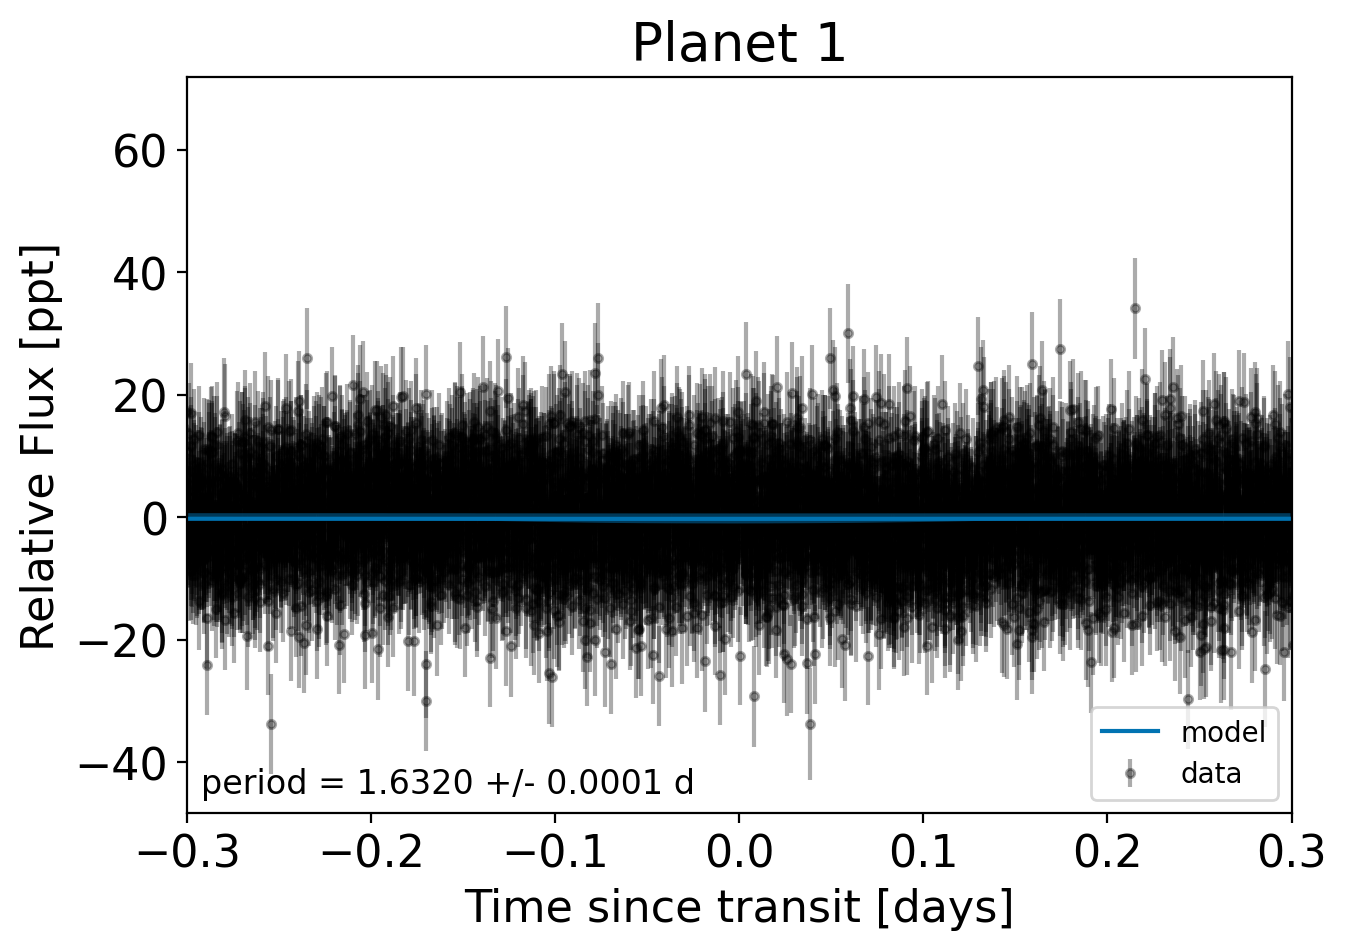 Planet 1
Relative Flux [ppt]
60
40
20
0
−20
−40
period = 1.6320 +/- 0.0001 d
model
data
−0.3 −0.2 −0.1 0.0 0.1 0.2 0.3
Time since transit [days]